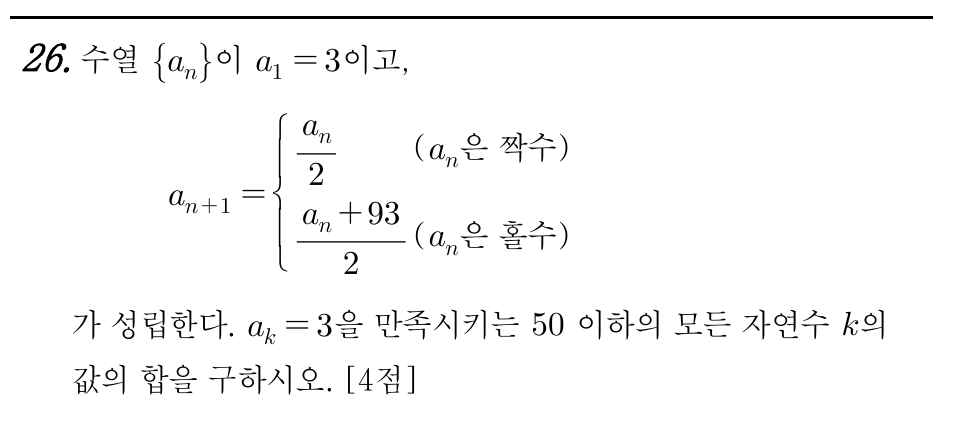 26. 수열 {aₙ}이 a₁ = 3이고,
aₙ₊₁ = { aₙ/2 (aₙ은 짝수)
(aₙ + 93)/2 (aₙ은 홀수)
가 성립한다. aₖ = 3을 만족시키는 50 이하의 모든 자연수 k의
값의 합을 구하시오. [4점]